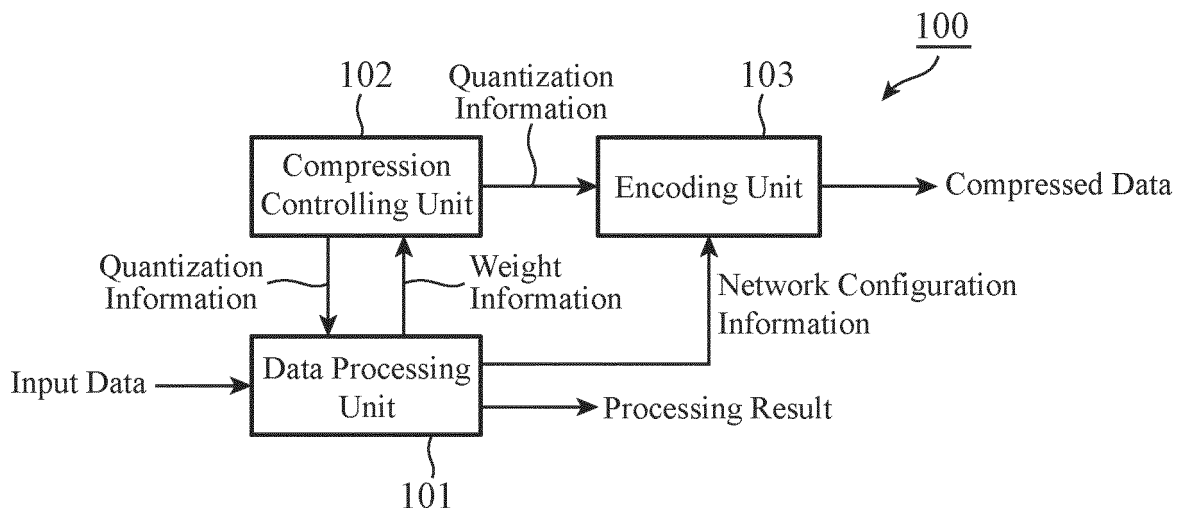 100
102
Quantization
Information
103
Compression
Controlling Unit
Encoding Unit
Compressed Data
Quantization
Information
Weight
Information
Network Configuration
Information
Input Data
Data Processing
Unit
Processing Result
101